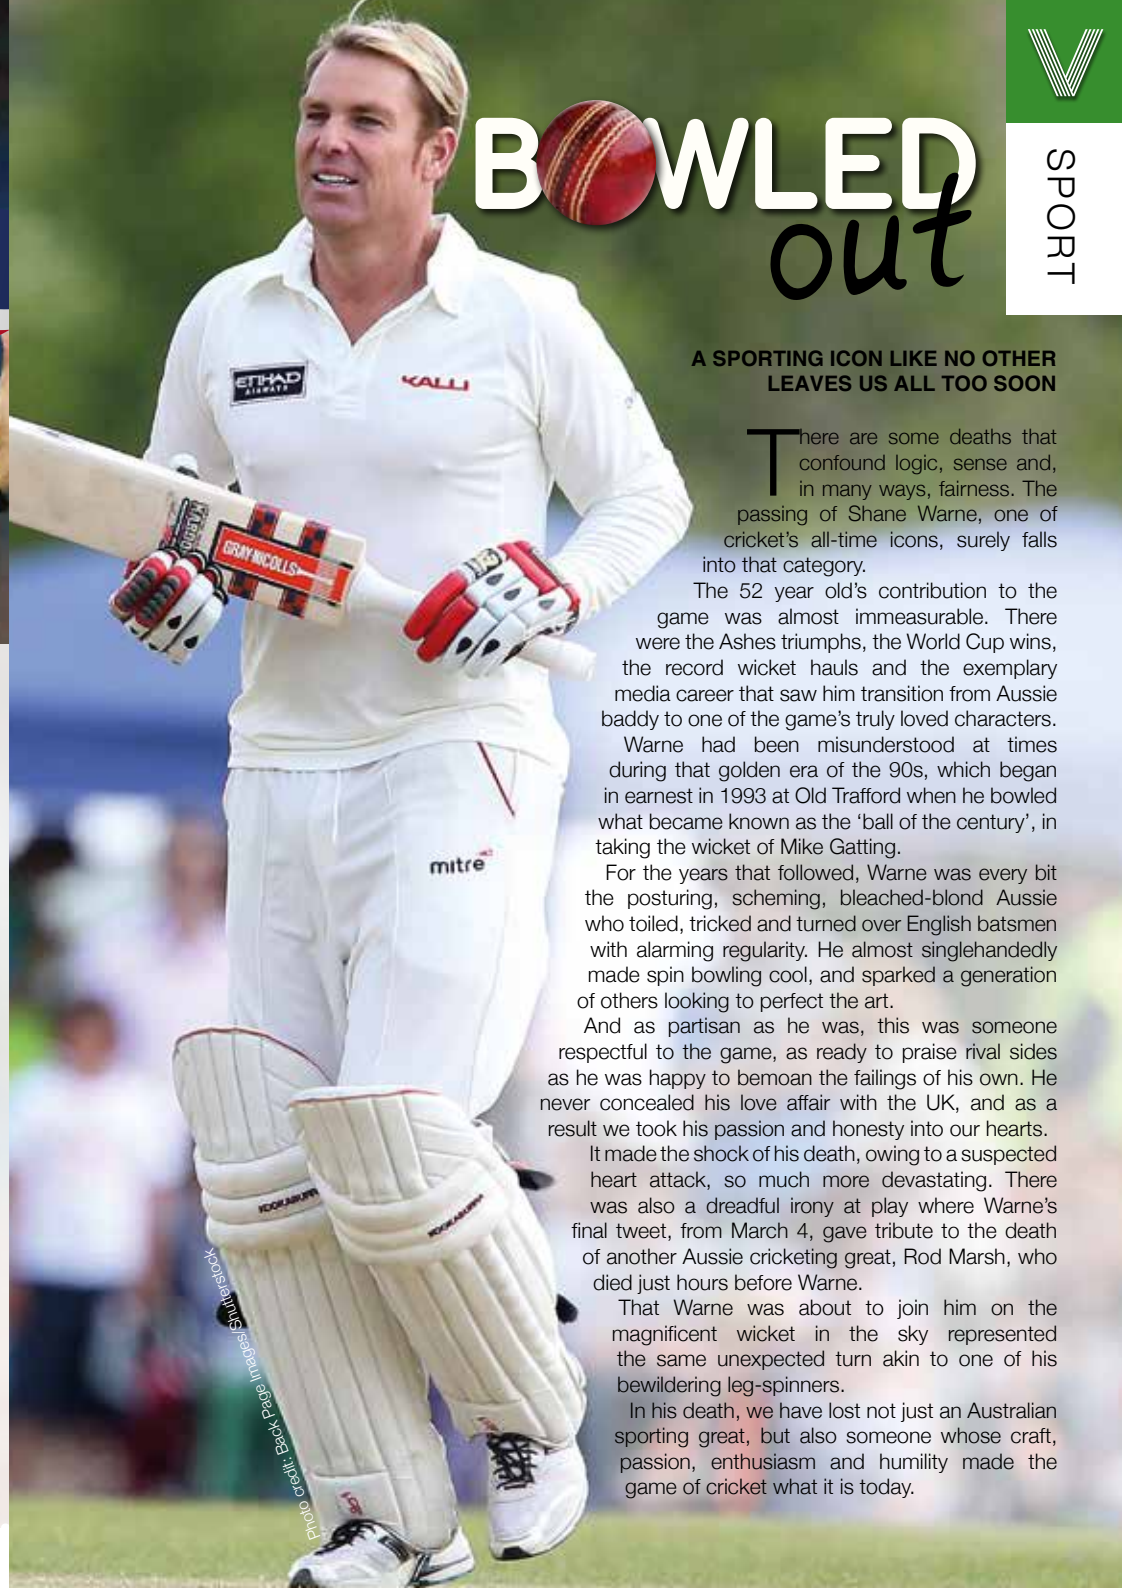 BOWLED
out
V
SPORT
A SPORTING ICON LIKE NO OTHER
LEAVES US ALL TOO SOON
There are some deaths that
confound logic, sense and,
in many ways, fairness. The
passing of Shane Warne, one of
cricket's all-time icons, surely falls
into that category.
The 52 year old's contribution to the
game was almost immeasurable. There
were the Ashes triumphs, the World Cup wins,
the record wicket hauls and the exemplary
media career that saw him transition from Aussie
baddy to one of the game's truly loved characters.
Warne had been misunderstood at times
during that golden era of the 90s, which began
in earnest in 1993 at Old Trafford when he bowled
what became known as the ‘ball of the century’, in
taking the wicket of Mike Gatting.
For the years that followed, Warne was every bit
the posturing, scheming, bleached-blond Aussie
who toiled, tricked and turned over English batsmen
with alarming regularity. He almost singlehandedly
made spin bowling cool, and sparked a generation
of others looking to perfect the art.
And as partisan as he was, this was someone
respectful to the game, as ready to praise rival sides
as he was happy to bemoan the failings of his own. He
never concealed his love affair with the UK, and as a
result we took his passion and honesty into our hearts.
It made the shock of his death, owing to a suspected
heart attack, so much more devastating. There
was also a dreadful irony at play where Warne's
final tweet, from March 4, gave tribute to the death
of another Aussie cricketing great, Rod Marsh, who
died just hours before Warne.
That Warne was about to join him on the
magnificent wicket in the sky represented
the same unexpected turn akin to one of his
bewildering leg-spinners.
In his death, we have lost not just an Australian
sporting great, but also someone whose craft,
passion, enthusiasm and humility made the
game of cricket what it is today.
ETIHAD
AIRWAYS
KALLI
GRAY-NICOLLS
mitre
KOOKABURRA
KOOKABURRA
Photo credit: Back Page Images/Shutterstock